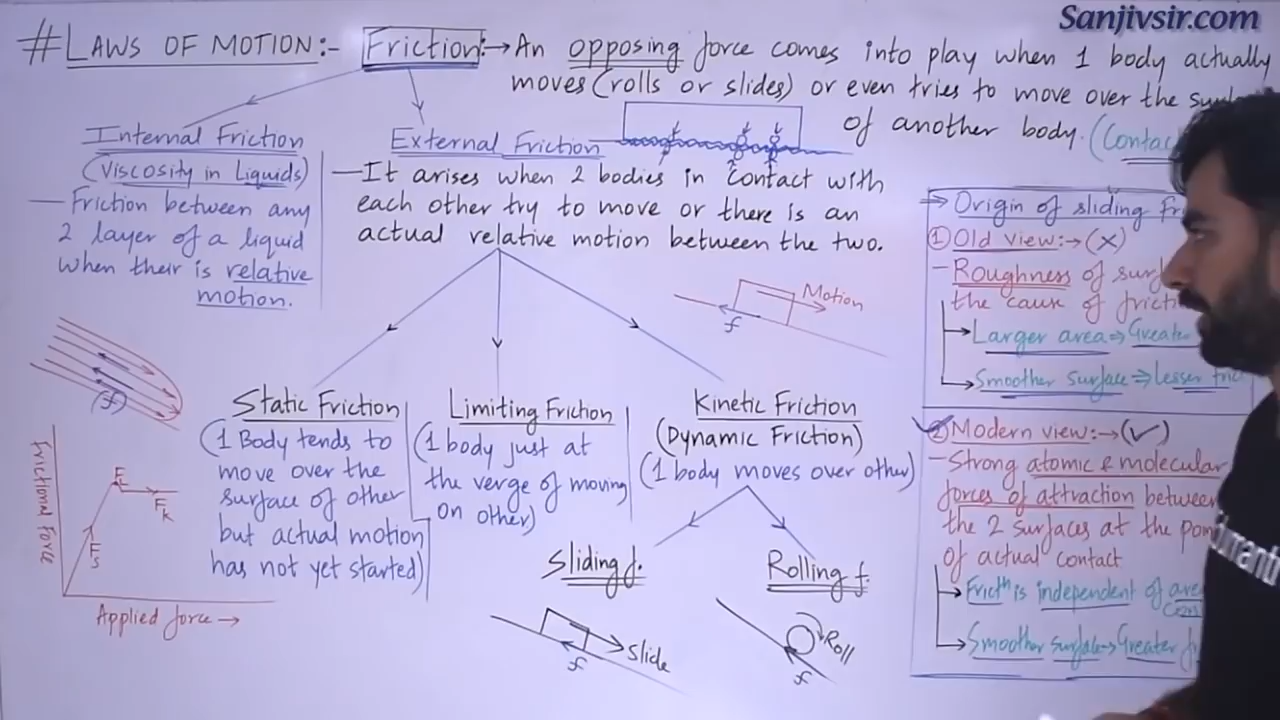 Sanjivsir.com
# LAWS OF MOTION:- Friction:→ An opposing force comes into play when 1 body actually
moves (rolls or slides) or even tries to move over the
of another body. (Contac
Internal Friction
(Viscosity in Liquids)
— Friction between any
2 layer of a liquid
when their is relative
motion.
(f)
External Friction
— It arises when 2 bodies in contact with
each other try to move or there is an
actual relative motion between the two.
Motion
f
Static Friction
(1 Body tends to
move over the
surface of other
but actual motion
has not yet started)
Limiting Friction
(1 body just at
the verge of moving
on other)
Kinetic Friction
(Dynamic Friction)
(1 body moves over other)
Sliding f.
Slide
f
Rolling f.
Roll
f
Frictional Force
FL
FK
FS
Applied force →
⇒ Origin of sliding Fr
① Old view:→ (×)
– Roughness of surf
the cause of fricti
→ Larger area ⇒ Greater
→ Smoother surface ⇒ lesser fric
② Modern view:→ (✓)
– Strong atomic & molecular
forces of attraction between
the 2 surfaces at the poin
of actual contact
→ Frictn is independent of area
→ Smoother surface → Greater f